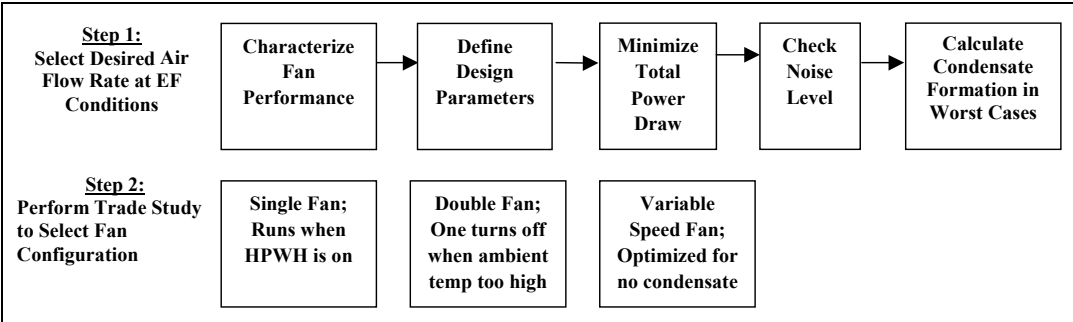 Step 1:
Select Desired Air
Flow Rate at EF
Conditions
Characterize
Fan
Performance
Define
Design
Parameters
Minimize
Total
Power
Draw
Check
Noise
Level
Calculate
Condensate
Formation in
Worst Cases
Step 2:
Perform Trade Study
to Select Fan
Configuration
Single Fan;
Runs when
HPWH is on
Double Fan;
One turns off
when ambient
temp too high
Variable
Speed Fan;
Optimized for
no condensate